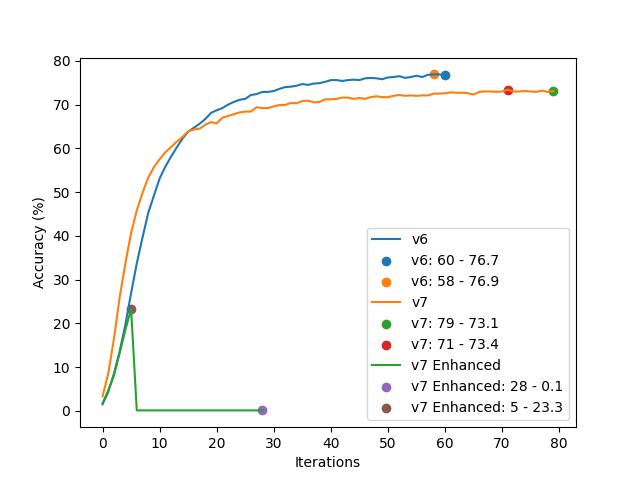 80
70
60
50
40
30
20
10
0
Accuracy (%)
v6
v6: 60 - 76.7
v6: 58 - 76.9
v7
v7: 79 - 73.1
v7: 71 - 73.4
v7 Enhanced
v7 Enhanced: 28 - 0.1
v7 Enhanced: 5 - 23.3
0 10 20 30 40 50 60 70 80
Iterations